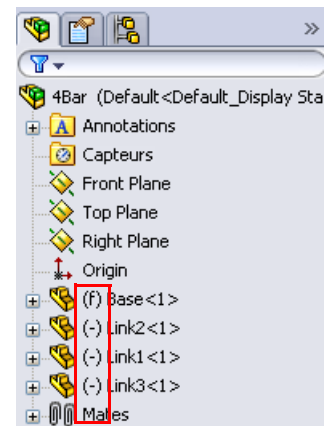 »
4Bar (Default<Default_Display Sta
Annotations
Capteurs
Front Plane
Top Plane
Right Plane
Origin
(f) Base<1>
(-) Link2<1>
(-) Link1<1>
(-) Link3<1>
Mates